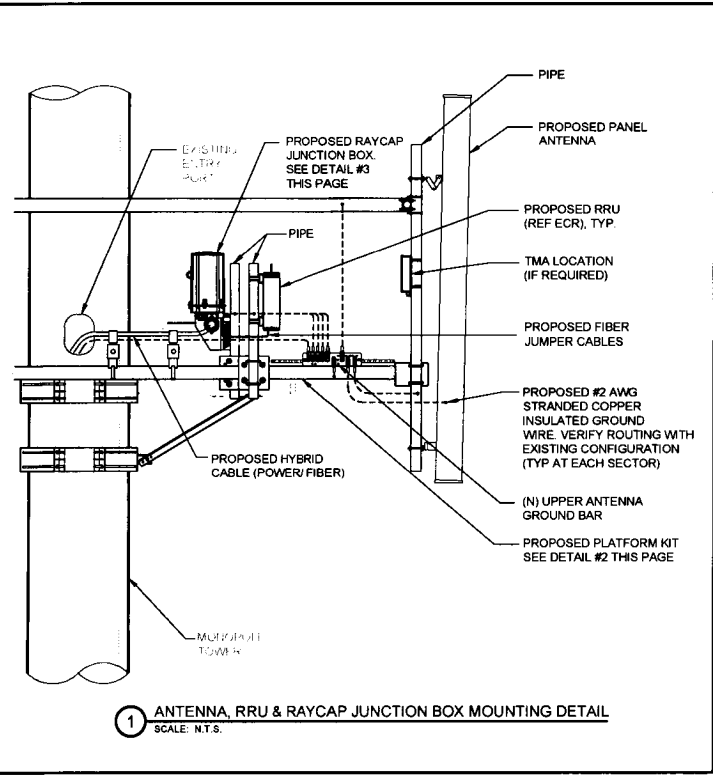 PIPE
PROPOSED PANEL
ANTENNA
EXISTING
ENTRY
PORT
PROPOSED RAYCAP
JUNCTION BOX.
SEE DETAIL #3
THIS PAGE
PROPOSED RRU
(REF ECR), TYP.
PIPE
TMA LOCATION
(IF REQUIRED)
PROPOSED FIBER
JUMPER CABLES
PROPOSED #2 AWG
STRANDED COPPER
INSULATED GROUND
WIRE. VERIFY ROUTING WITH
EXISTING CONFIGURATION
(TYP AT EACH SECTOR)
PROPOSED HYBRID
CABLE (POWER/FIBER)
(N) UPPER ANTENNA
GROUND BAR
PROPOSED PLATFORM KIT
SEE DETAIL #2 THIS PAGE
MONOPOLE
TOWER
1
ANTENNA, RRU & RAYCAP JUNCTION BOX MOUNTING DETAIL
SCALE: N.T.S.